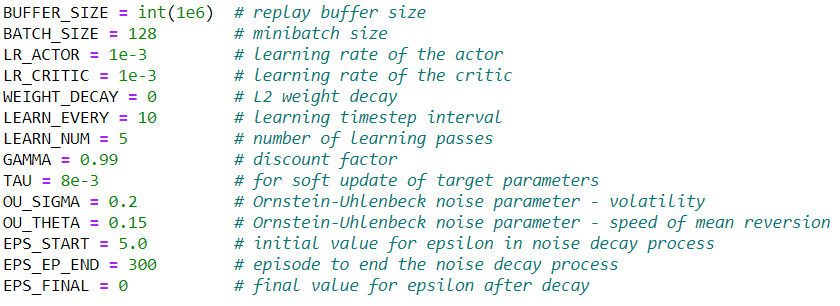 BUFFER_SIZE = int(1e6)  # replay buffer size
BATCH_SIZE = 128        # minibatch size
LR_ACTOR = 1e-3         # learning rate of the actor
LR_CRITIC = 1e-3        # learning rate of the critic
WEIGHT_DECAY = 0        # L2 weight decay
LEARN_EVERY = 10        # learning timestep interval
LEARN_NUM = 5           # number of learning passes
GAMMA = 0.99            # discount factor
TAU = 8e-3              # for soft update of target parameters
OU_SIGMA = 0.2          # Ornstein-Uhlenbeck noise parameter - volatility
OU_THETA = 0.15         # Ornstein-Uhlenbeck noise parameter - speed of mean reversion
EPS_START = 5.0         # initial value for epsilon in noise decay process
EPS_EP_END = 300        # episode to end the noise decay process
EPS_FINAL = 0           # final value for epsilon after decay